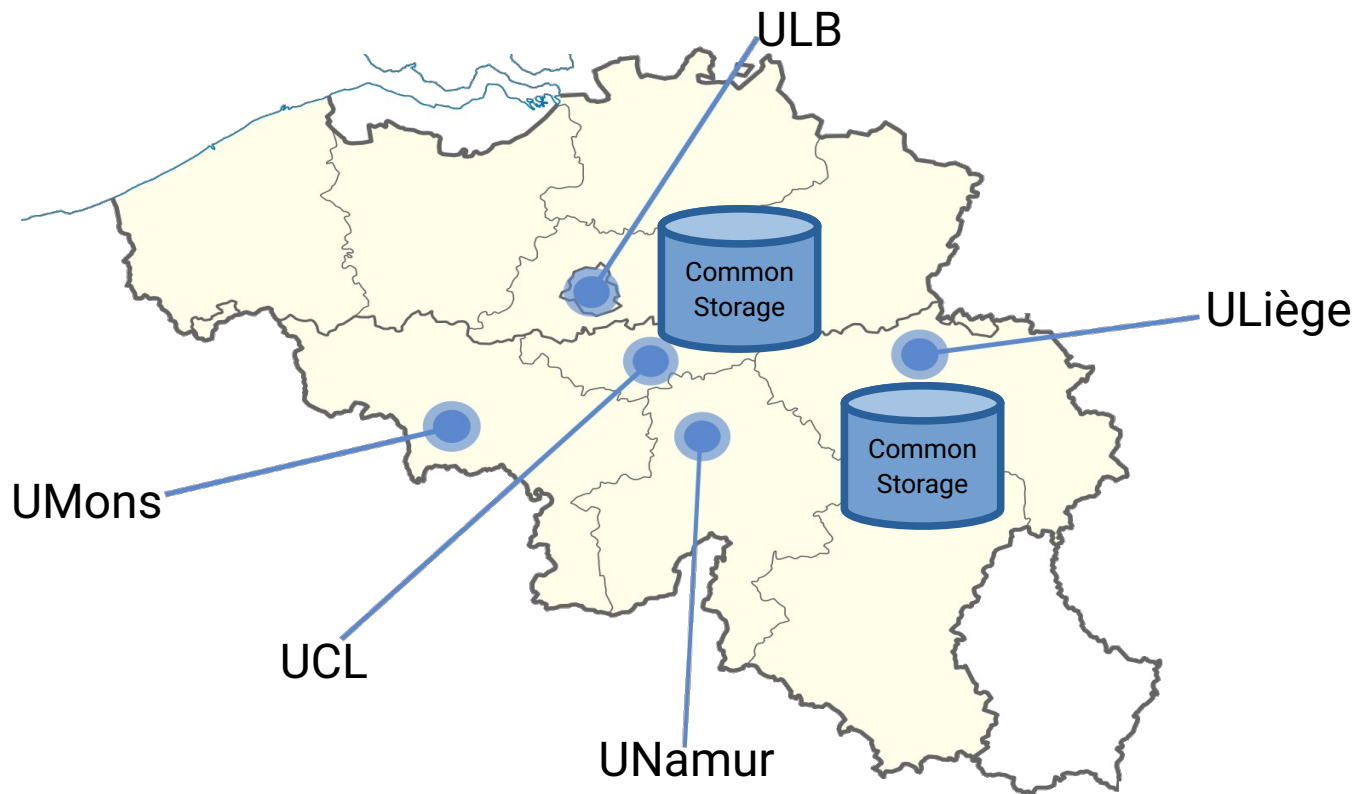 ULB
Common
Storage
ULiège
Common
Storage
UMons
UCL
UNamur